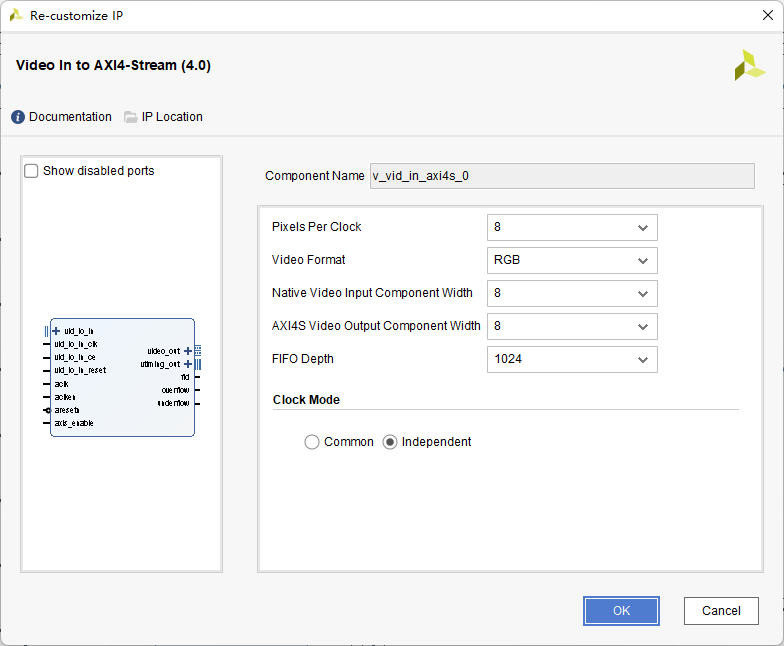 Re-customize IP
Video In to AXI4-Stream (4.0)
Documentation IP Location
Show disabled ports
Component Name v_vid_in_axi4s_0
Pixels Per Clock 8
Video Format RGB
Native Video Input Component Width 8
AXI4S Video Output Component Width 8
FIFO Depth 1024
Clock Mode
Common Independent
vid_io_in
vid_io_in_clk
vid_io_in_ce
vid_io_in_reset
aclk
aclken
aresetn
axis_enable
video_out
vtiming_out
fid
overflow
underflow
OK Cancel